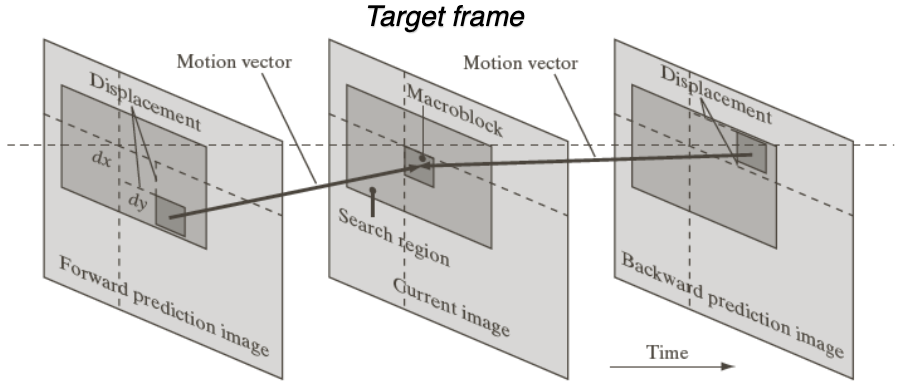 Target frame
Motion vector
Motion vector
Displacement
Macroblock
Displacement
dx
dy
Search region
Forward prediction image
Current image
Backward prediction image
Time